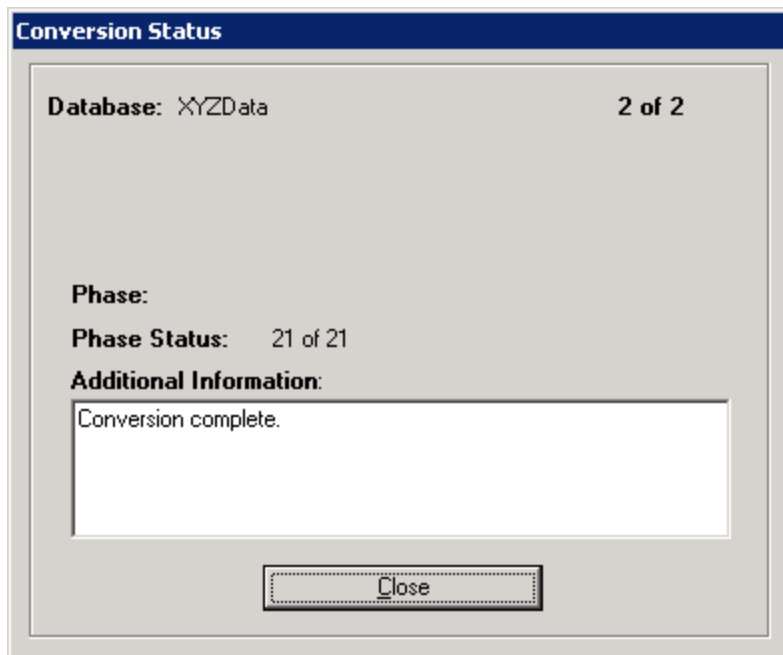 Conversion Status
Database: XYZData 2 of 2
Phase:
Phase Status: 21 of 21
Additional Information:
Conversion complete.
Close